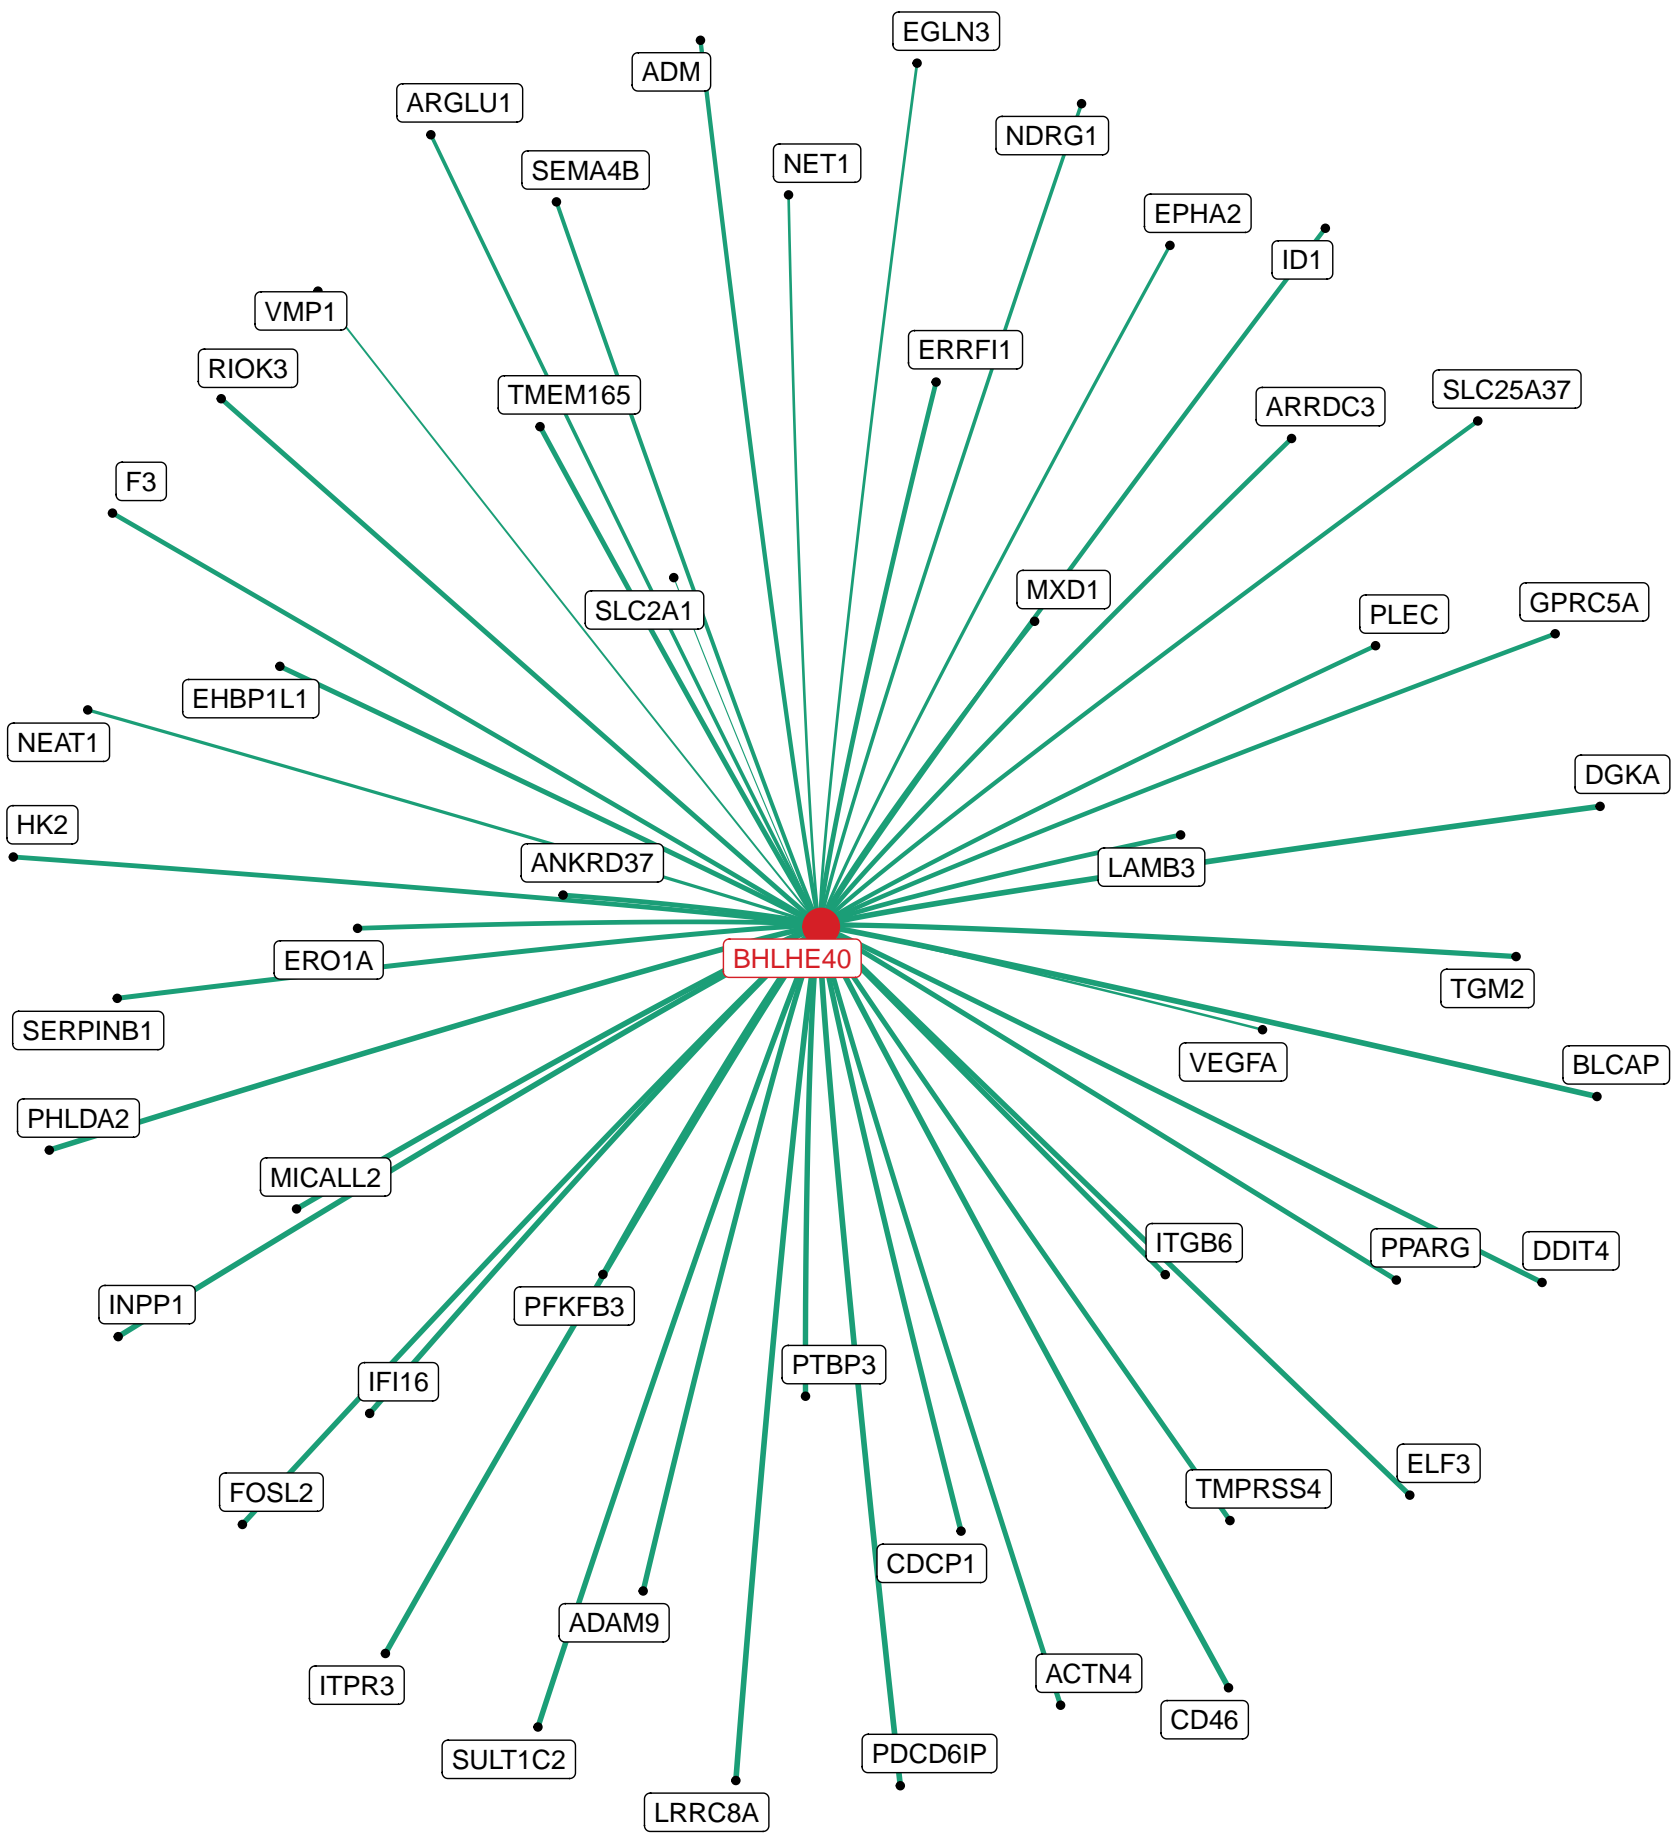 EGLN3
ADM
ARGLU1
NDRG1
NET1
SEMA4B
EPHA2
ID1
VMP1
ERRFI1
RIOK3
SLC25A37
TMEM165
ARRDC3
F3
MXD1
GPRC5A
SLC2A1
PLEC
EHBP1L1
NEAT1
DGKA
HK2
ANKRD37
LAMB3
BHLHE40
ERO1A
TGM2
SERPINB1
VEGFA
BLCAP
PHLDA2
MICALL2
ITGB6
PPARG
DDIT4
INPP1
PFKFB3
PTBP3
IFI16
ELF3
TMPRSS4
FOSL2
CDCP1
ADAM9
ACTN4
ITPR3
CD46
PDCD6IP
SULT1C2
LRRC8A